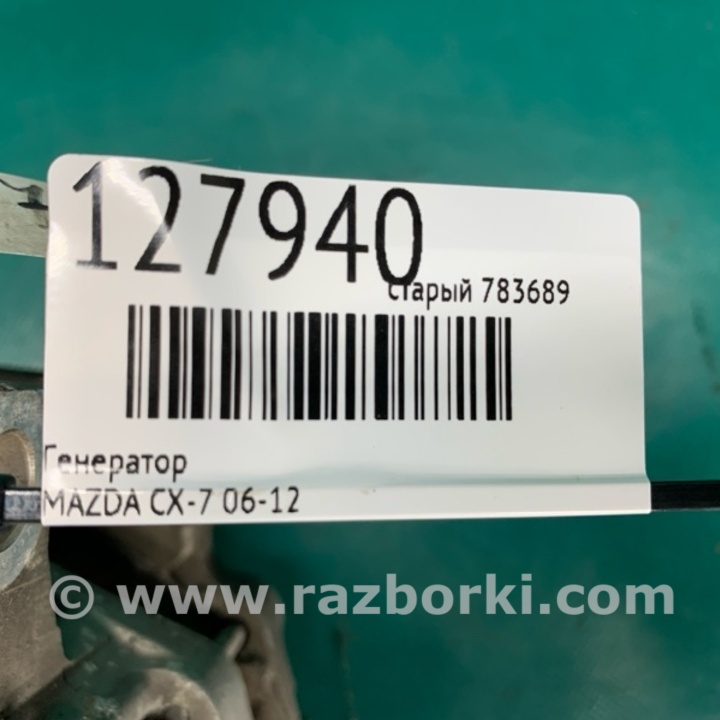 127940
старый 783689
Генератор
MAZDA CX-7 06-12
© www.razborki.com